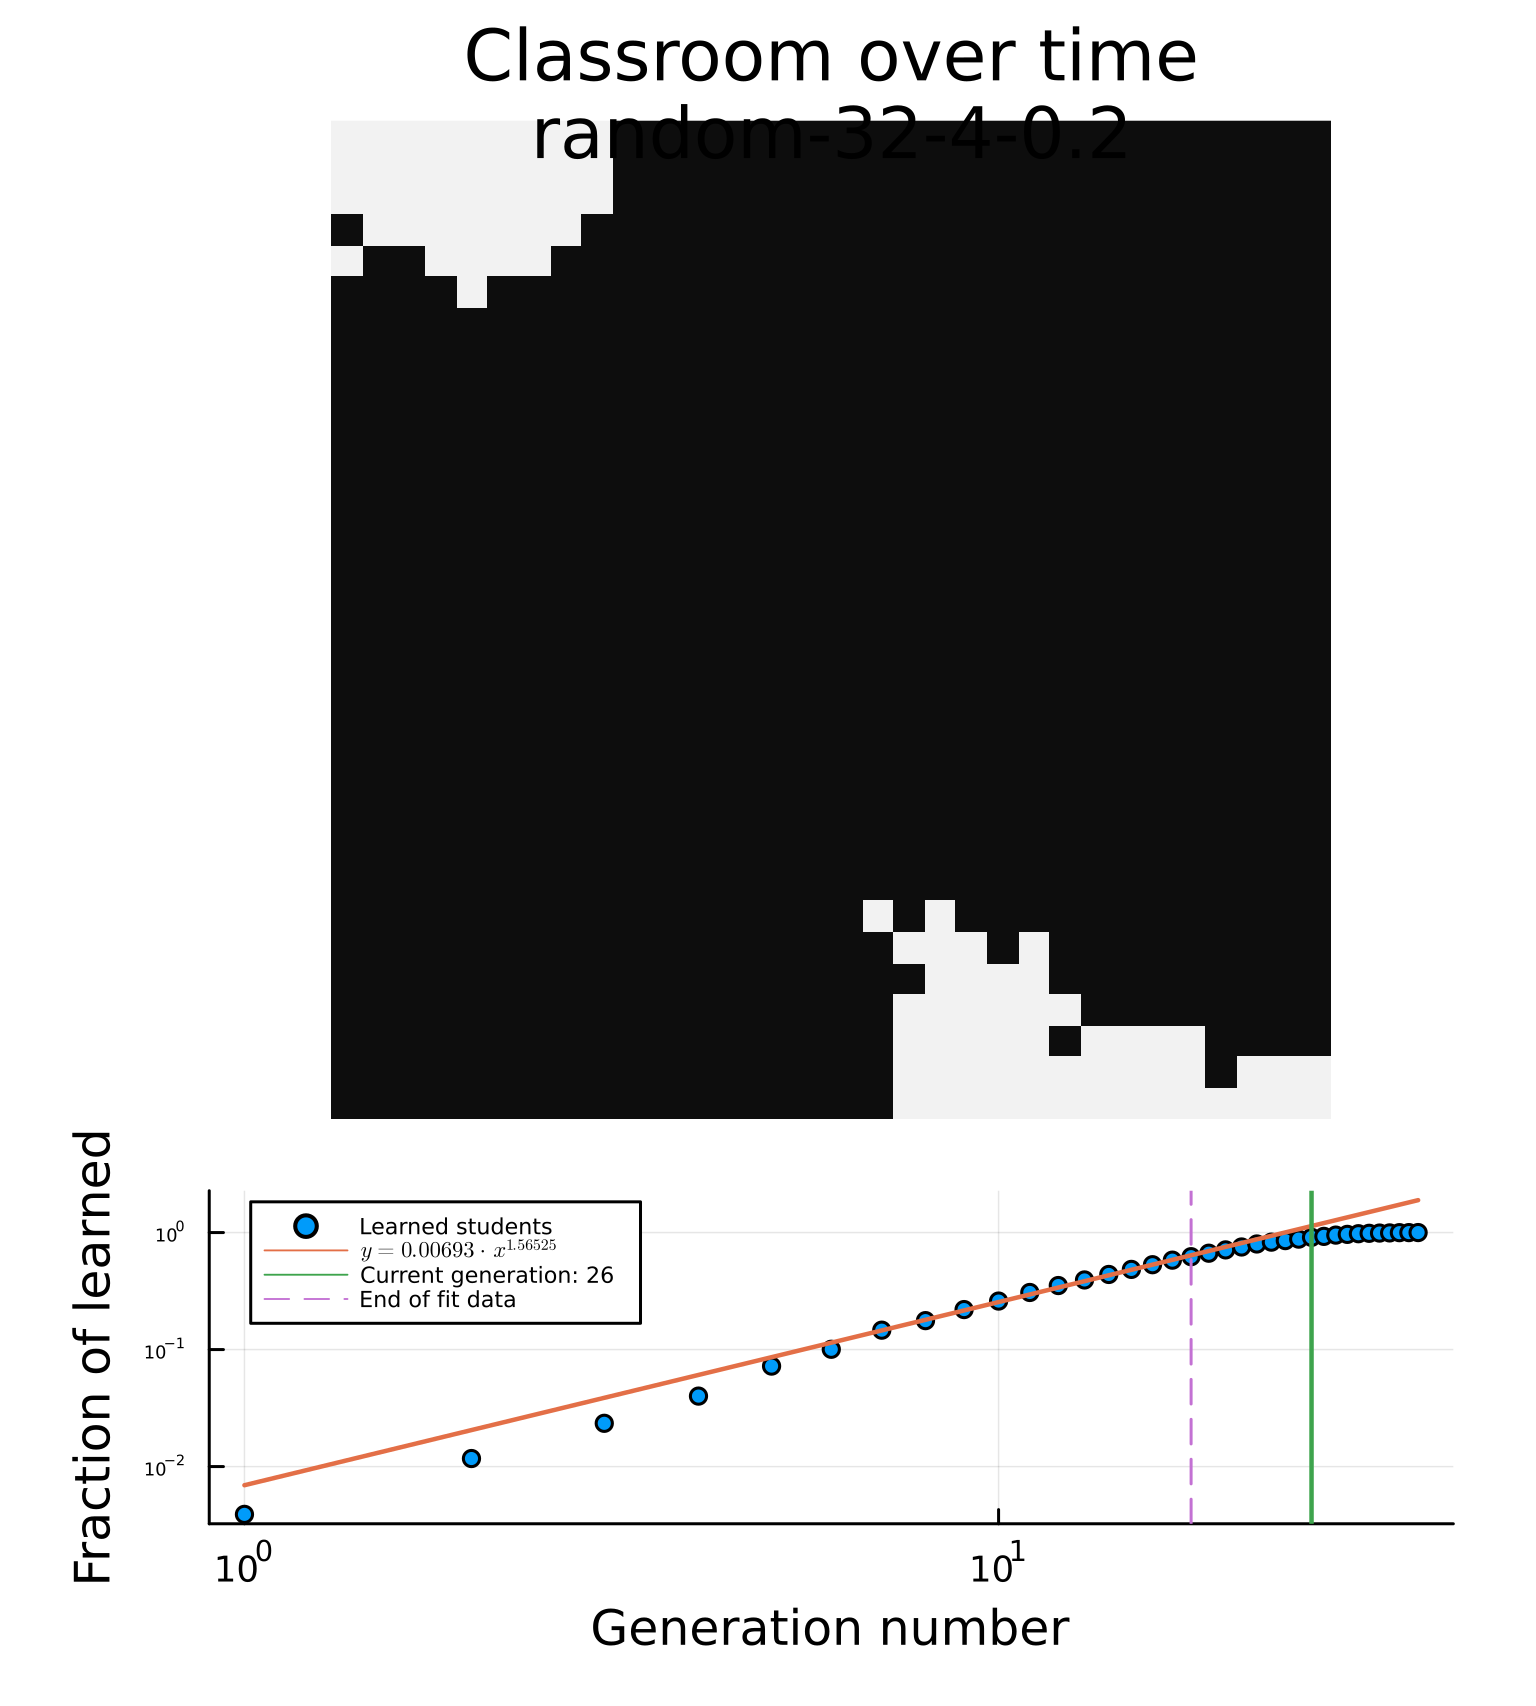 Classroom over time
random-32-4-0.2
Fraction of learned
10⁰
10⁻¹
10⁻²
Learned students
y = 0.00693 · x^1.56525
Current generation: 26
End of fit data
10⁰
10¹
Generation number